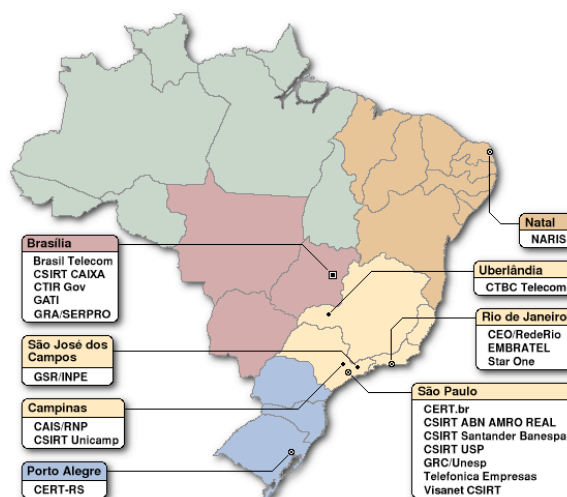 Natal
NARIS
Brasília
Brasil Telecom
CSIRT CAIXA
CTIR Gov
GATI
GRA/SERPRO
Uberlândia
CTBC Telecom
Rio de Janeiro
CEO/RedeRio
EMBRATEL
Star One
São José dos
Campos
GSR/INPE
São Paulo
CERT.br
CSIRT ABN AMRO REAL
CSIRT Santander Banespa
CSIRT USP
GRC/Unesp
Telefonica Empresas
Visanet CSIRT
Campinas
CAIS/RNP
CSIRT Unicamp
Porto Alegre
CERT-RS